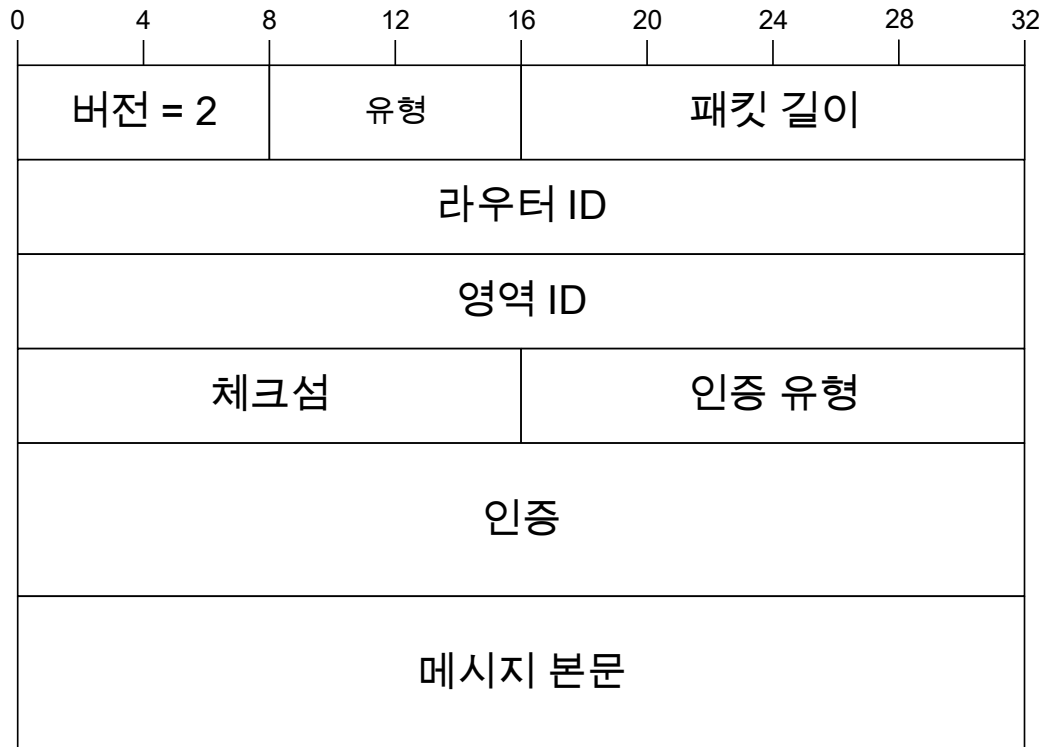 0 4 8 12 16 20 24 28 32
버전 = 2 유형 패킷 길이
라우터 ID
영역 ID
체크섬 인증 유형
인증
메시지 본문